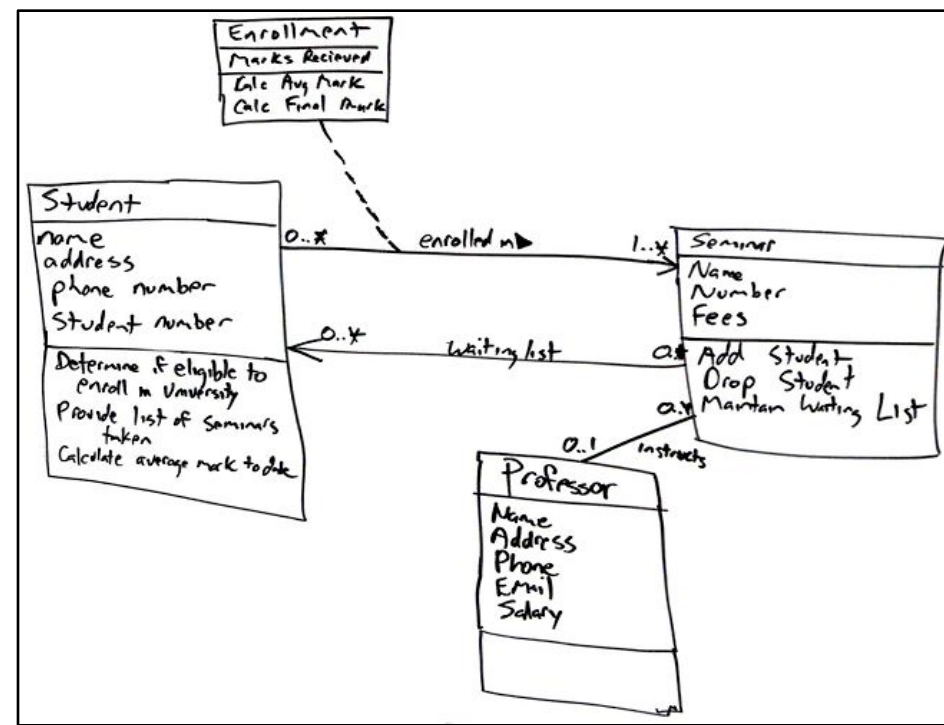 Enrollment
Marks Recieved
Calc Avg Mark
Calc Final Mark
Student
name
address
phone number
Student number
Determine if eligible to
enroll in University
Provide list of Seminars
taken
Calculate average mark to date
0..*
enrolled in
1..*
0..*
Waiting list
0..*
Seminar
Name
Number
Fees
Add Student
Drop Student
Maintain Waiting List
0..*
instructs
0..1
Professor
Name
Address
Phone
Email
Salary